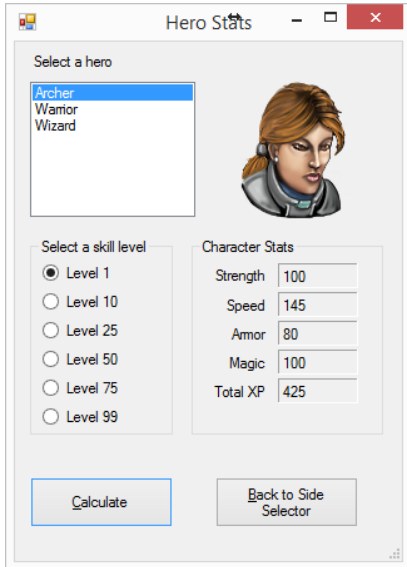 Hero Stats
Select a hero
Archer
Warrior
Wizard
Select a skill level
Level 1
Level 10
Level 25
Level 50
Level 75
Level 99
Character Stats
Strength 100
Speed 145
Armor 80
Magic 100
Total XP 425
Calculate
Back to Side
Selector